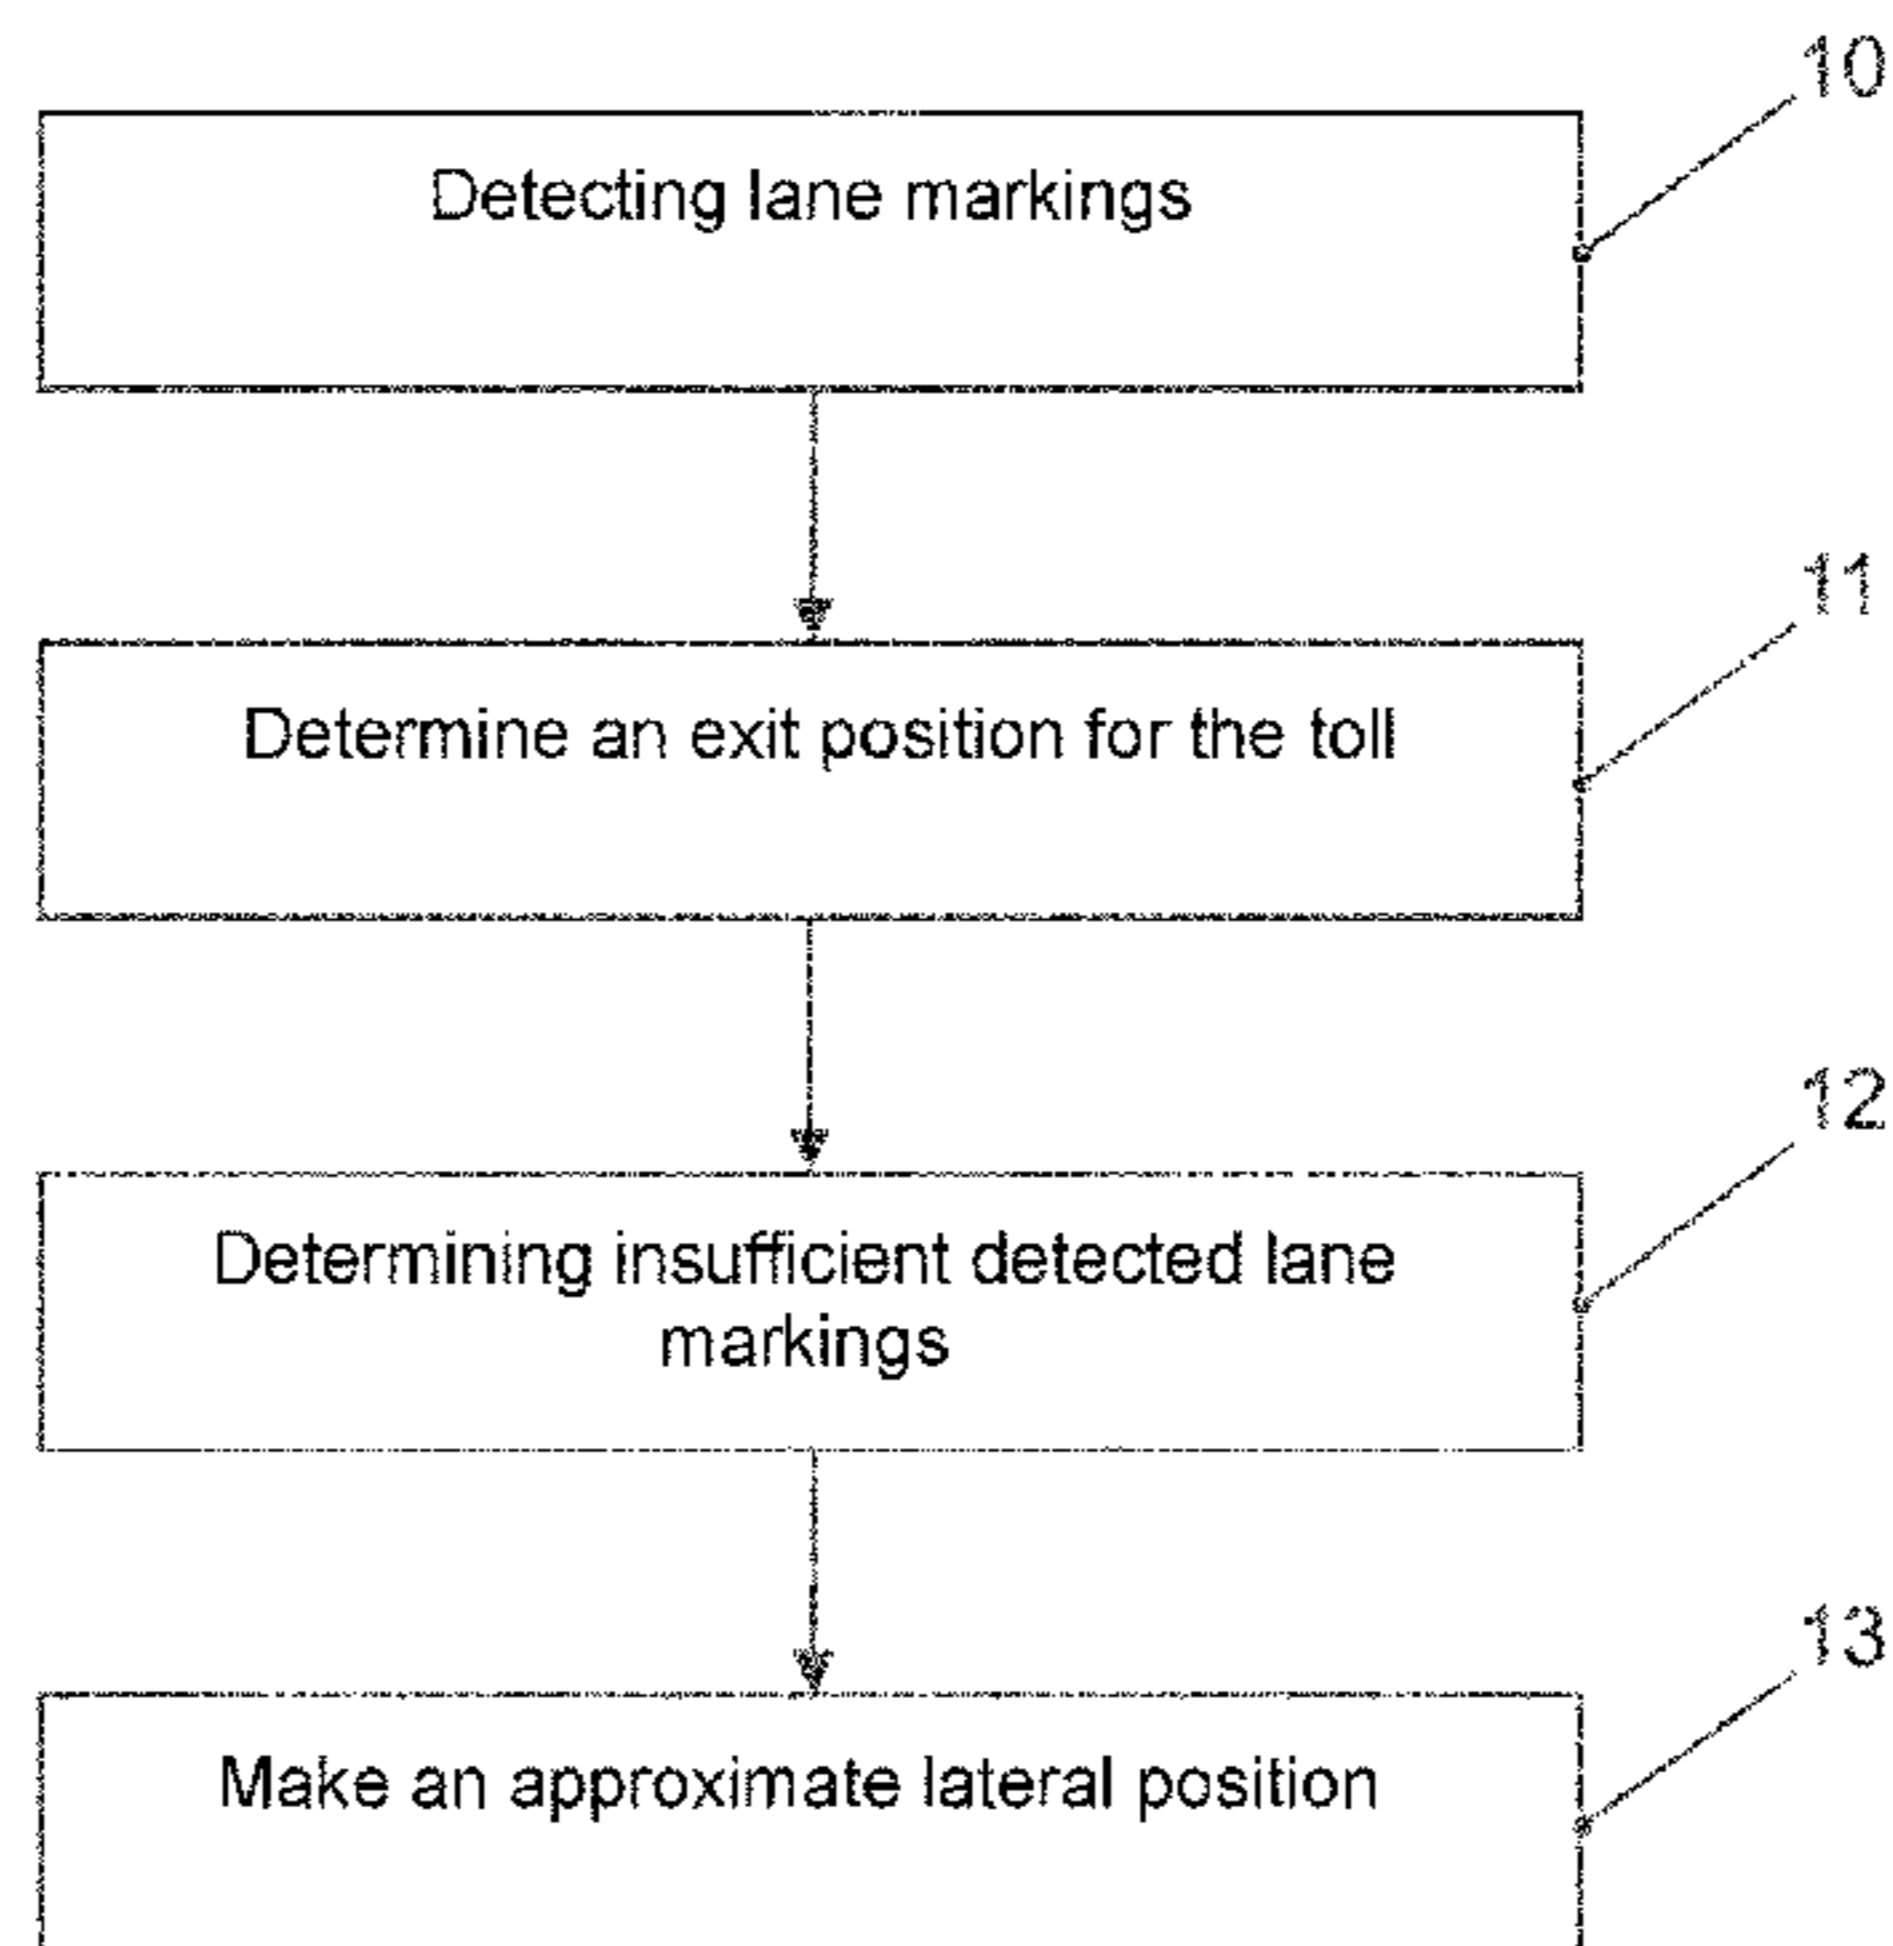 10
Detecting lane markings
11
Determine an exit position for the toll
12
Determining insufficient detected lane
markings
13
Make an approximate lateral position